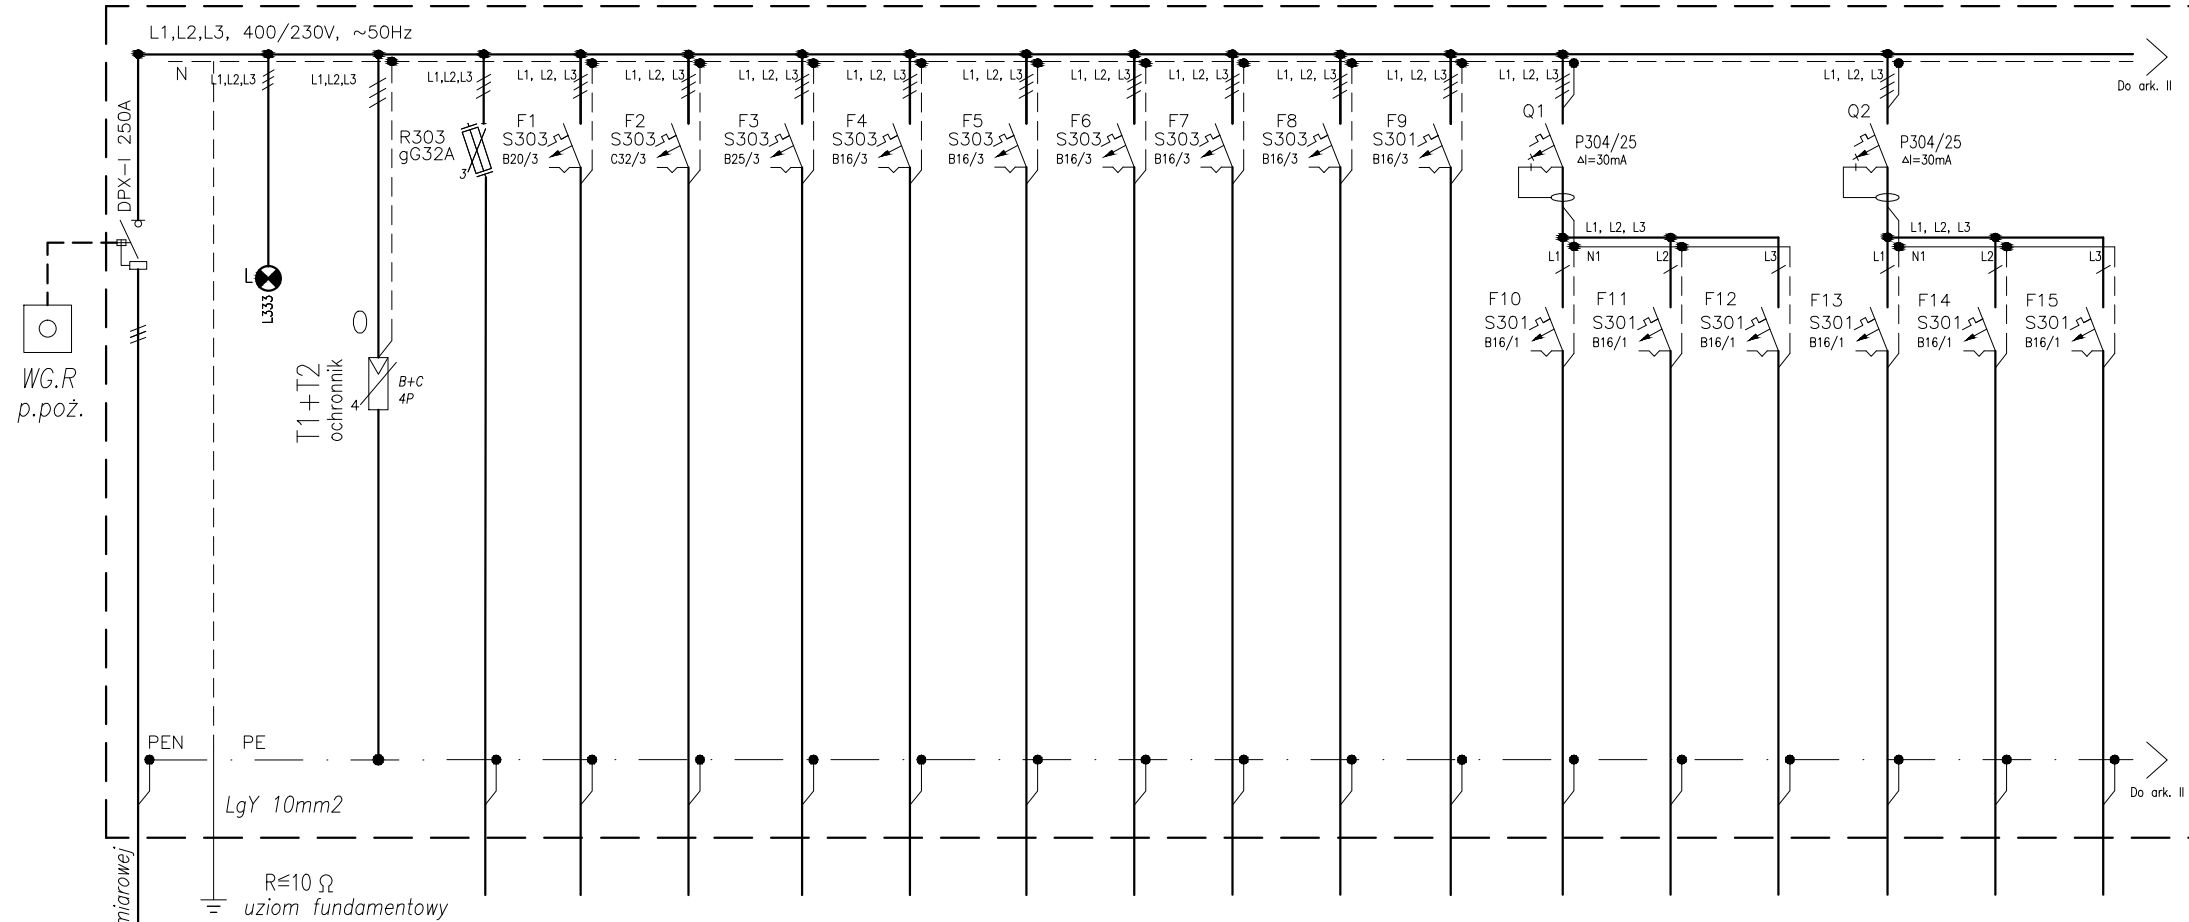 L1,L2,L3, 400/230V, ~50Hz
N
L1,L2,L3
L1,L2,L3
L1,L2,L3
L1, L2, L3
L1, L2, L3
L1, L2, L3
L1, L2, L3
L1, L2, L3
L1, L2, L3
L1, L2, L3
L1, L2, L3
L1, L2, L3
L1, L2, L3
L1, L2, L3
Do ark. II
DPX-I 250A
R303
gG32A
3
F1
S303
B20/3
F2
S303
C32/3
F3
S303
B25/3
F4
S303
B16/3
F5
S303
B16/3
F6
S303
B16/3
F7
S303
B16/3
F8
S303
B16/3
F9
S301
B16/3
Q1
P304/25
ΔI=30mA
Q2
P304/25
ΔI=30mA
L1, L2, L3
L1
N1
L2
L3
L1, L2, L3
L1
N1
L2
L3
L
L333
F10
S301
B16/1
F11
S301
B16/1
F12
S301
B16/1
F13
S301
B16/1
F14
S301
B16/1
F15
S301
B16/1
WG.R
p.poż.
O
T1+T2
ochronnik
4
B+C
4P
PEN
PE
LgY 10mm2
Do ark. II
miarowej
R≤10 Ω
uziom fundamentowy